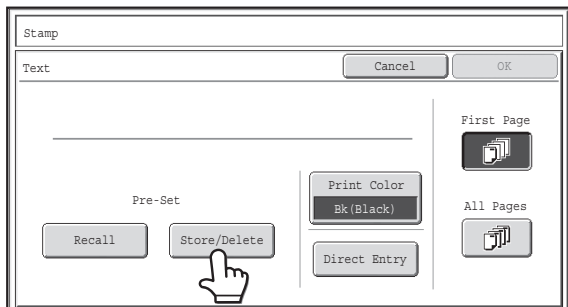 Stamp
Text
Cancel
OK
First Page
Print Color
Bk(Black)
Pre-Set
All Pages
Recall
Store/Delete
Direct Entry